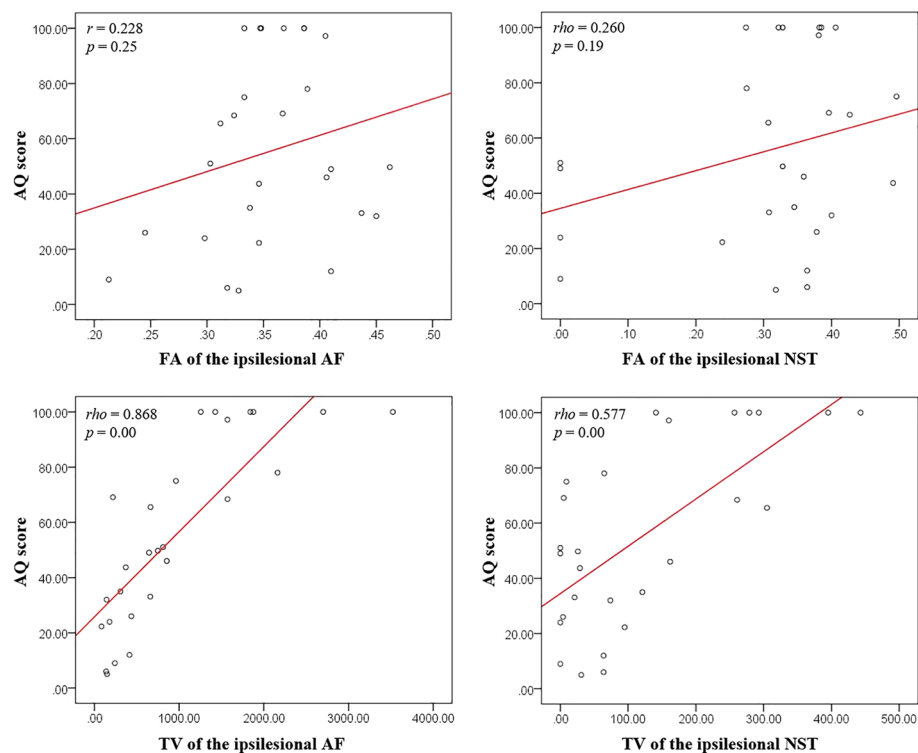 r = 0.228
p = 0.25
AQ score
100.00
80.00
60.00
40.00
20.00
.00
.20 .25 .30 .35 .40 .45 .50
FA of the ipsilesional AF
rho = 0.260
p = 0.19
AQ score
100.00
80.00
60.00
40.00
20.00
.00
.00 .10 .20 .30 .40 .50
FA of the ipsilesional NST
rho = 0.868
p = 0.00
AQ score
100.00
80.00
60.00
40.00
20.00
.00
.00 1000.00 2000.00 3000.00 4000.00
TV of the ipsilesional AF
rho = 0.577
p = 0.00
AQ score
100.00
80.00
60.00
40.00
20.00
.00
.00 100.00 200.00 300.00 400.00 500.00
TV of the ipsilesional NST